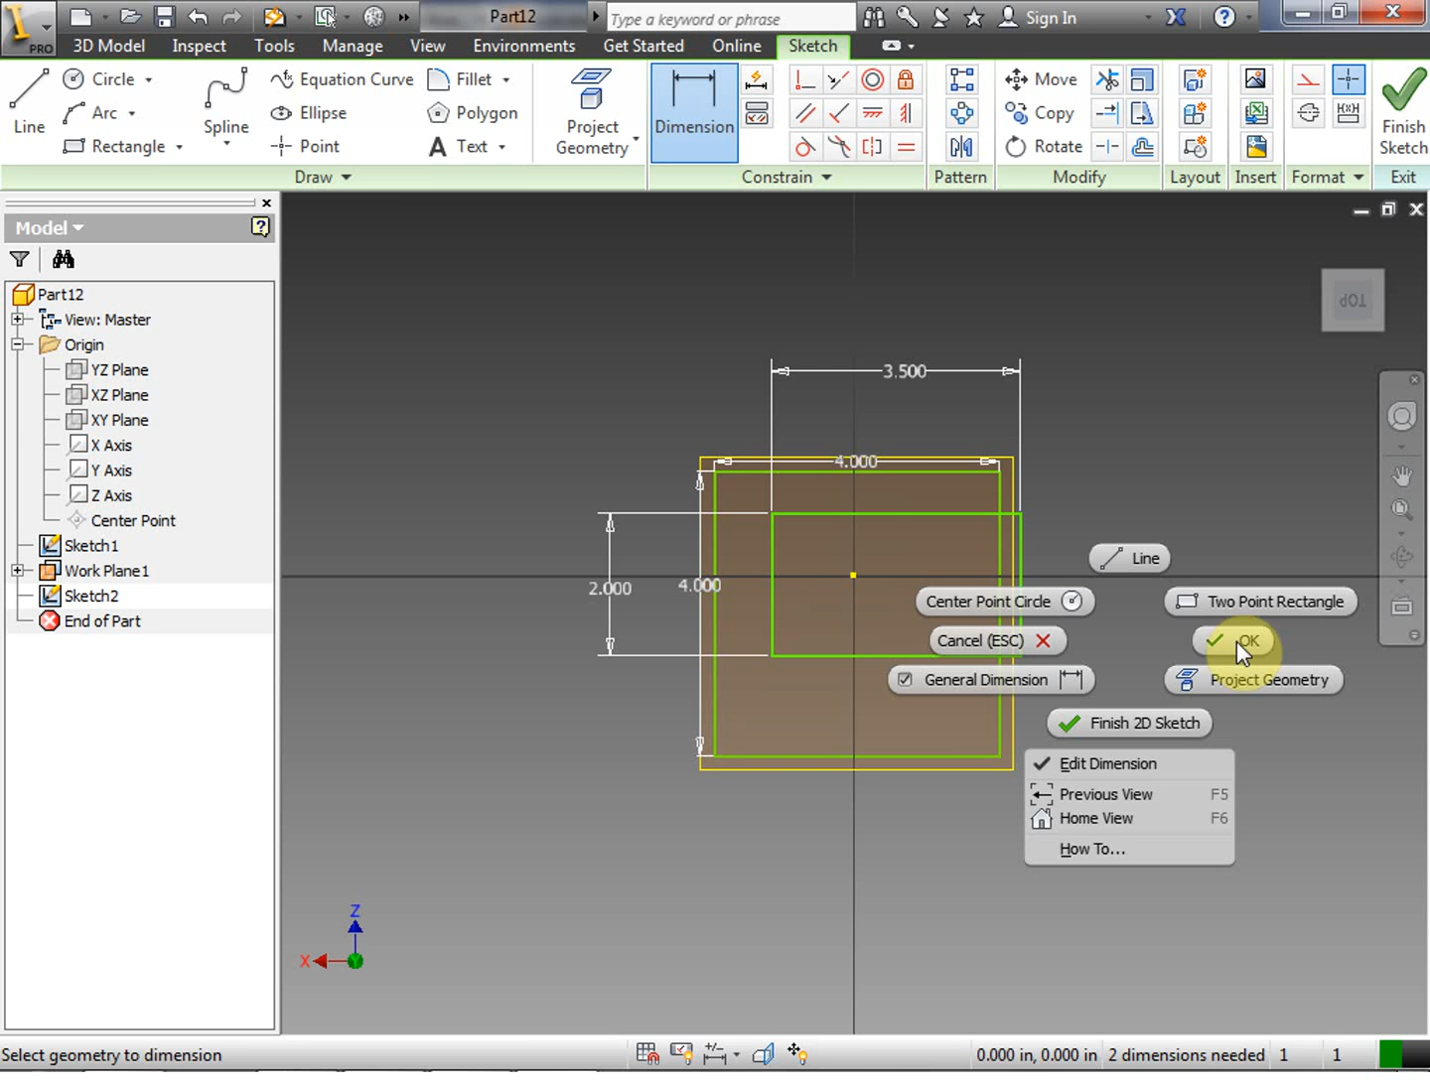 PRO
Part12
Type a keyword or phrase
Sign In
3D Model
Inspect
Tools
Manage
View
Environments
Get Started
Online
Sketch
Line
Circle
Arc
Rectangle
Spline
Equation Curve
Ellipse
Point
Fillet
Polygon
A Text
Project
Geometry
Dimension
Move
Copy
Rotate
Finish
Sketch
Draw
Constrain
Pattern
Modify
Layout
Insert
Format
Exit
Model
Part12
View: Master
Origin
YZ Plane
XZ Plane
XY Plane
X Axis
Y Axis
Z Axis
Center Point
Sketch1
Work Plane1
Sketch2
End of Part
TOP
3.500
4.000
2.000
4.000
Line
Center Point Circle
Two Point Rectangle
Cancel (ESC)
OK
General Dimension
Project Geometry
Finish 2D Sketch
Edit Dimension
Previous View F5
Home View F6
How To...
Z
X
Select geometry to dimension
0.000 in, 0.000 in 2 dimensions needed 1 1